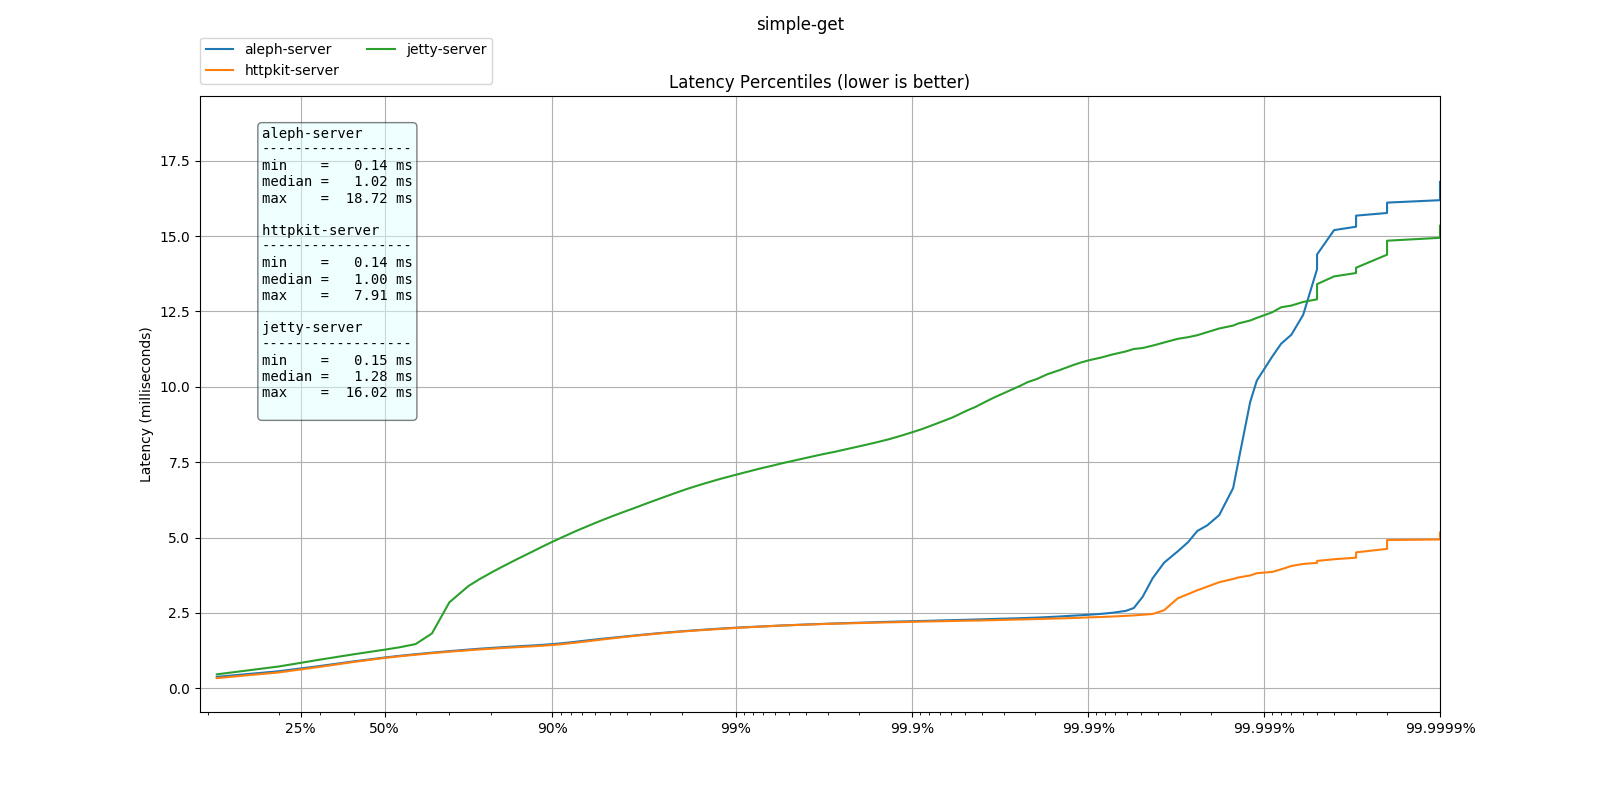 simple-get
aleph-server
jetty-server
httpkit-server
Latency Percentiles (lower is better)
aleph-server
------------------
min    =   0.14 ms
median =   1.02 ms
max    =  18.72 ms
httpkit-server
------------------
min    =   0.14 ms
median =   1.00 ms
max    =   7.91 ms
jetty-server
------------------
min    =   0.15 ms
median =   1.28 ms
max    =  16.02 ms
Latency (milliseconds)
17.5
15.0
12.5
10.0
7.5
5.0
2.5
0.0
25%
50%
90%
99%
99.9%
99.99%
99.999%
99.9999%